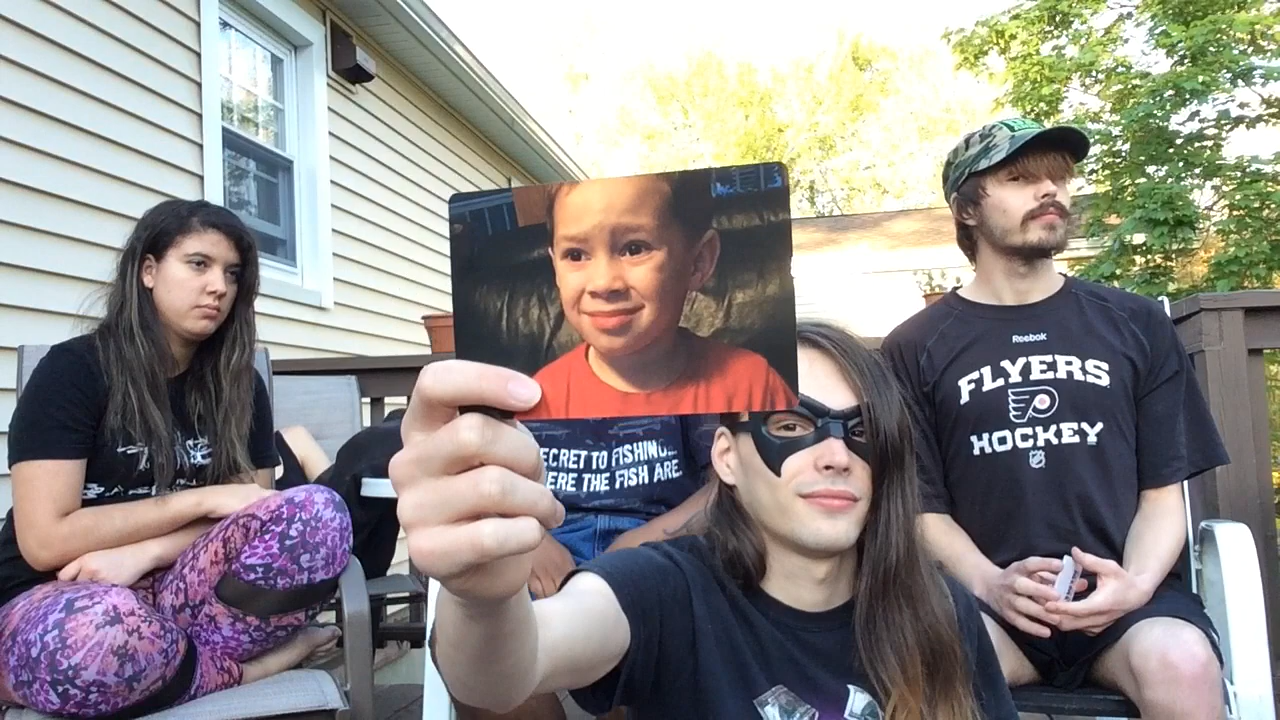 ECRET TO FISHING...
ERE THE FISH ARE.
Reebok
FLYERS
HOCKEY